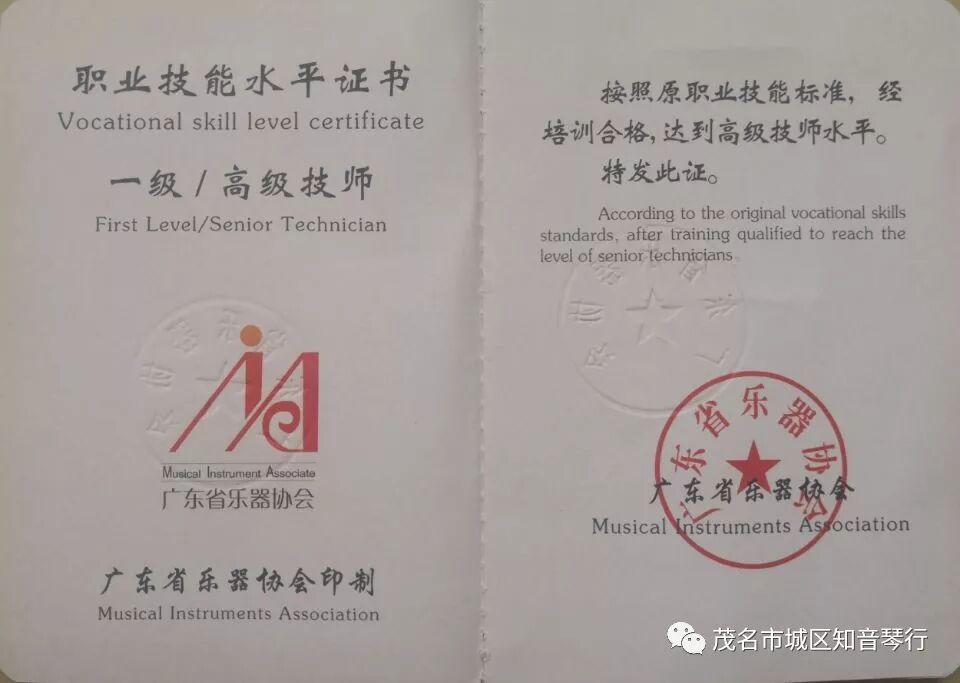 职业技能水平证书
Vocational skill level certificate
一级/高级技师
First Level/Senior Technician
Musical Instrument Associate
广东省乐器协会
广东省乐器协会印制
Musical Instruments Association
按照原职业技能标准，经
培训合格，达到高级技师水平。
特发此证。
According to the original vocational skills
standards, after training qualified to reach the
level of senior technicians
广东省乐器协会
广东省乐器协会
Musical Instruments Association
茂名市城区知音琴行